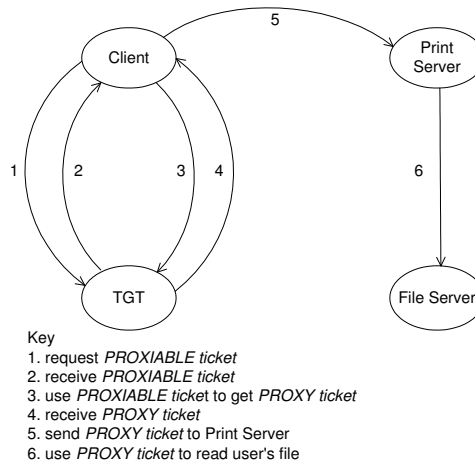 5
Client
Print
Server
1
2
3
4
6
TGT
File Server
Key
1. request PROXIABLE ticket
2. receive PROXIABLE ticket
3. use PROXIABLE ticket to get PROXY ticket
4. receive PROXY ticket
5. send PROXY ticket to Print Server
6. use PROXY ticket to read user's file